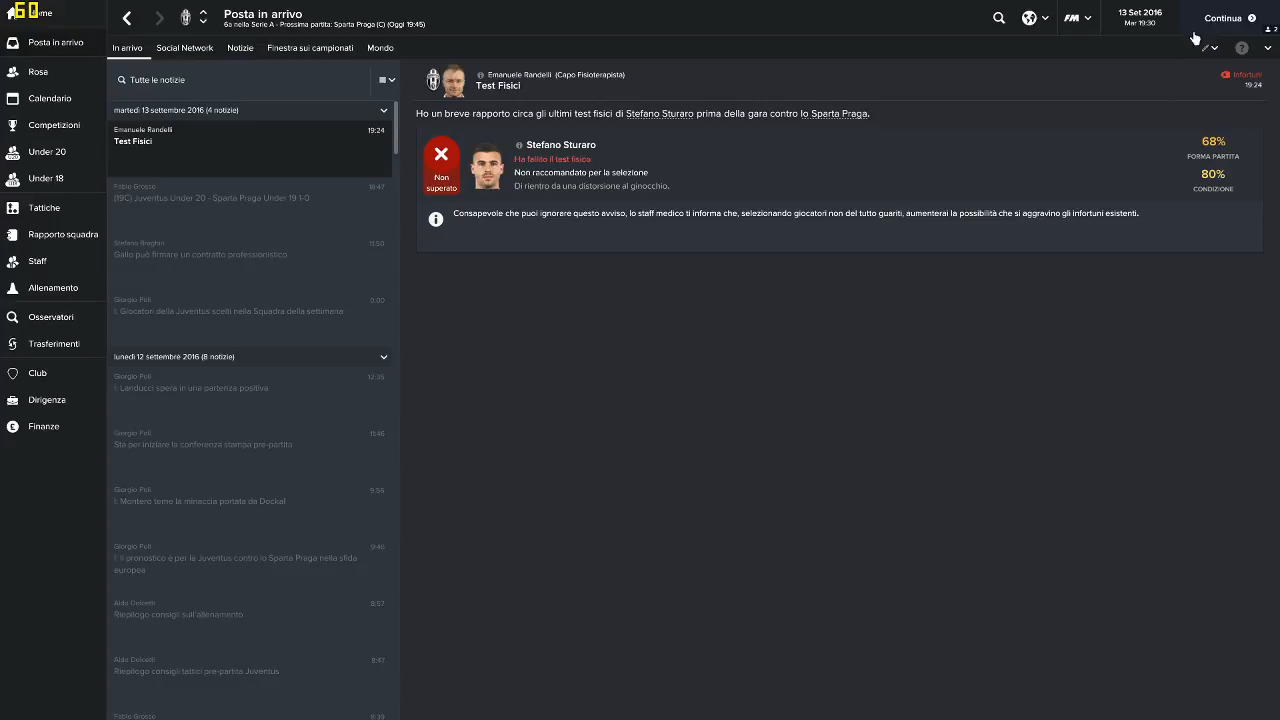 60
Home
Posta in arrivo
6a nella Serie A - Prossima partita: Sparta Praga (C) (Oggi 19:45)
FM
13 Set 2016
Mar 19:30
Continua
2
Posta in arrivo
Rosa
Calendario
Competizioni
Under 20
Under 18
Tattiche
Rapporto squadra
Staff
Allenamento
Osservatori
Trasferimenti
Club
Dirigenza
Finanze
In arrivo Social Network Notizie Finestra sui campionati Mondo
Tutte le notizie
martedì 13 settembre 2016 (4 notizie)
Emanuele Randelli 19:24
Test Fisici
Fabio Grosso 18:47
(19C) Juventus Under 20 - Sparta Praga Under 19 1-0
Stefano Braghin 11:50
Gallo può firmare un contratto professionistico
Giorgio Poli 0:00
I: Giocatori della Juventus scelti nella Squadra della settimana
lunedì 12 settembre 2016 (8 notizie)
Giorgio Poli 12:35
I: Landucci spera in una partenza positiva
Giorgio Poli 11:46
Sta per iniziare la conferenza stampa pre-partita
Giorgio Poli 9:56
I: Montero teme la minaccia portata da Dockal
Giorgio Poli 9:46
I: Il pronostico è per la Juventus contro lo Sparta Praga nella sfida
europea
Aldo Dolcetti 8:57
Riepilogo consigli sull'allenamento
Aldo Dolcetti 8:47
Riepilogo consigli tattici pre-partita Juventus
Fabio Grosso 8:39
Emanuele Randelli (Capo Fisioterapista)
Test Fisici
Infortuni
19:24
Ho un breve rapporto circa gli ultimi test fisici di Stefano Sturaro prima della gara contro lo Sparta Praga.
Non
superato
Stefano Sturaro
Ha fallito il test fisico
Non raccomandato per la selezione
Di rientro da una distorsione al ginocchio.
68%
FORMA PARTITA
80%
CONDIZIONE
Consapevole che puoi ignorare questo avviso, lo staff medico ti informa che, selezionando giocatori non del tutto guariti, aumenterai la possibilità che si aggravino gli infortuni esistenti.